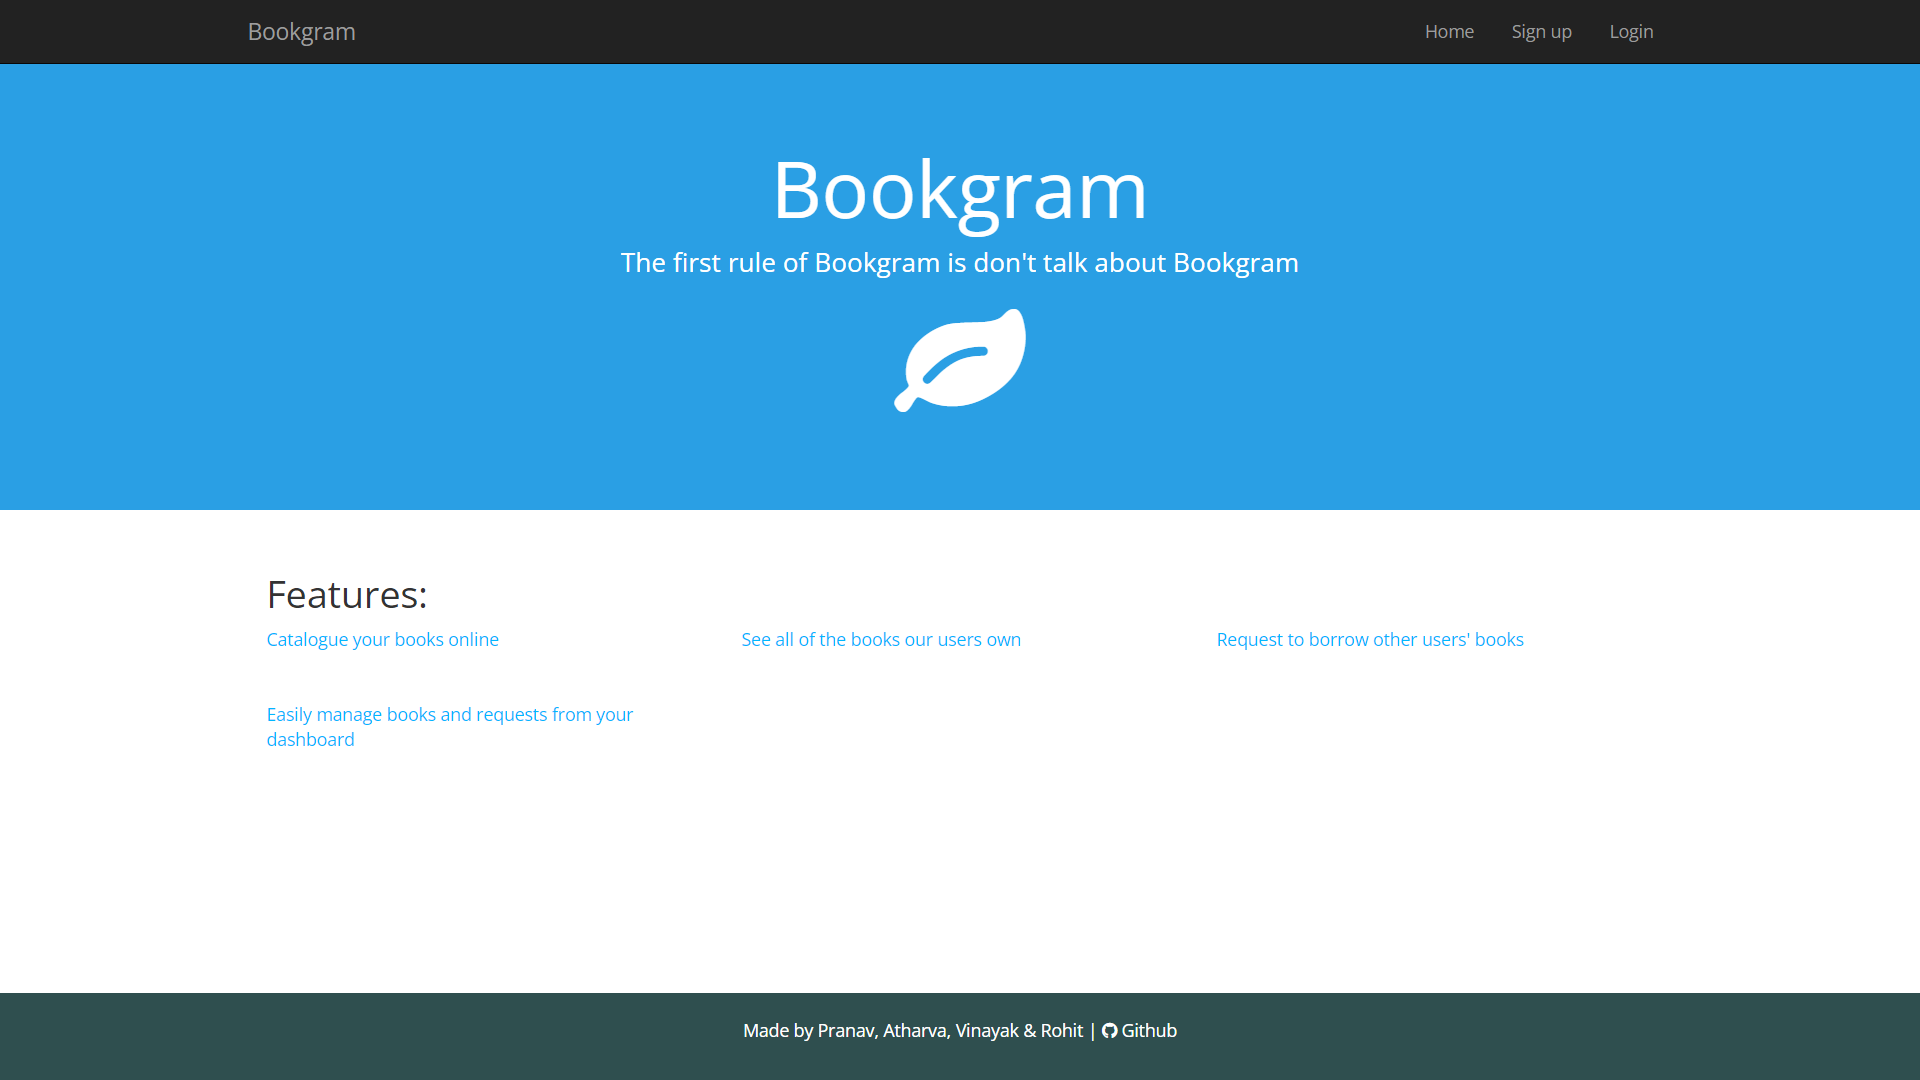 Bookgram
Home
Sign up
Login
Bookgram
The first rule of Bookgram is don't talk about Bookgram
Features:
Catalogue your books online
See all of the books our users own
Request to borrow other users' books
Easily manage books and requests from your
dashboard
Made by Pranav, Atharva, Vinayak & Rohit | Github